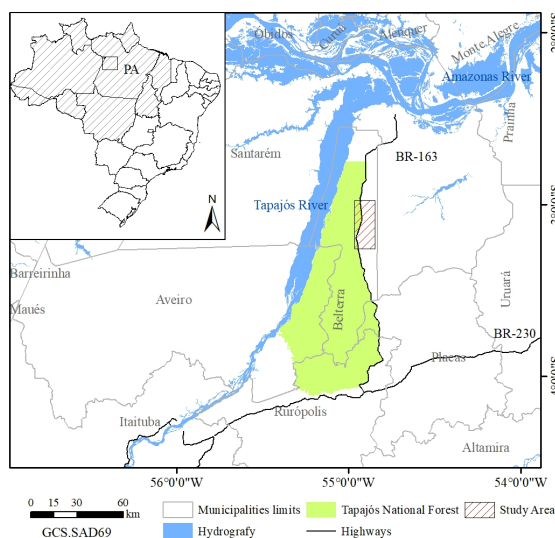 PA
N
Óbidos
Curuá
Alenquer
Monte Alegre
Amazonas River
Prainha
Santarém
BR-163
Tapajós River
Barreirinha
Maués
Aveiro
Belterra
Uruará
BR-230
Placas
Rurópolis
Itaituba
Altamira
56°0'0"
55°0'0"
54°0'0"
0 15 30 60
km
GCS.SAD69
Municipalities limits
Tapajós National Forest
Study Area
Hydrografy
Highways